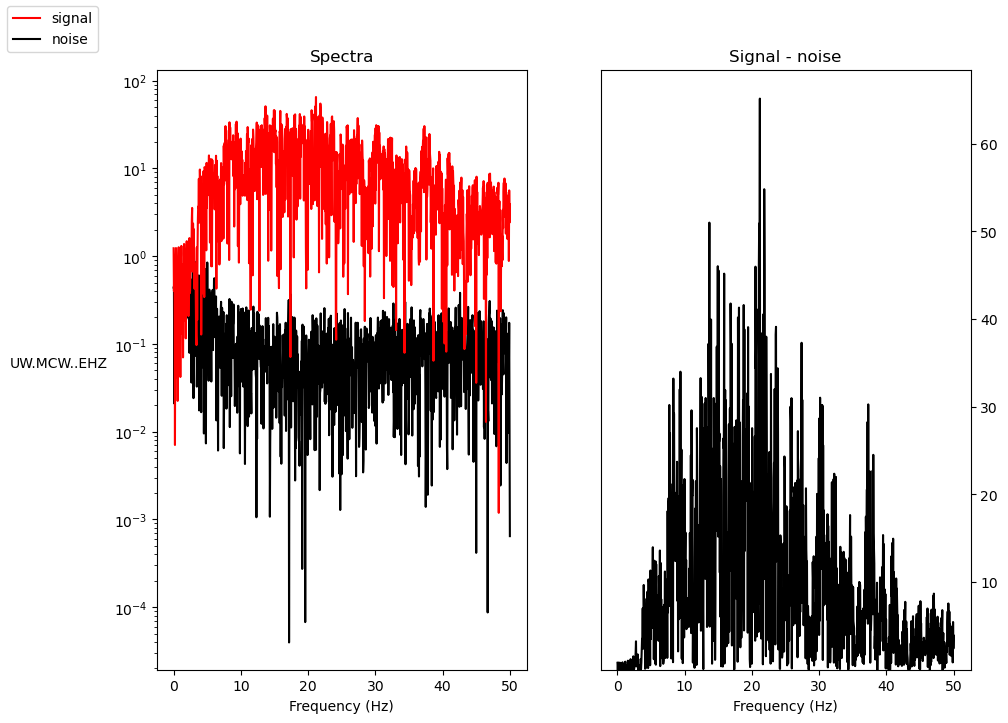 signal
noise
Spectra
Signal - noise
10²
10¹
10⁰
10⁻¹
10⁻²
10⁻³
10⁻⁴
UW.MCW..EHZ
60
50
40
30
20
10
0 10 20 30 40 50
0 10 20 30 40 50
Frequency (Hz)
Frequency (Hz)